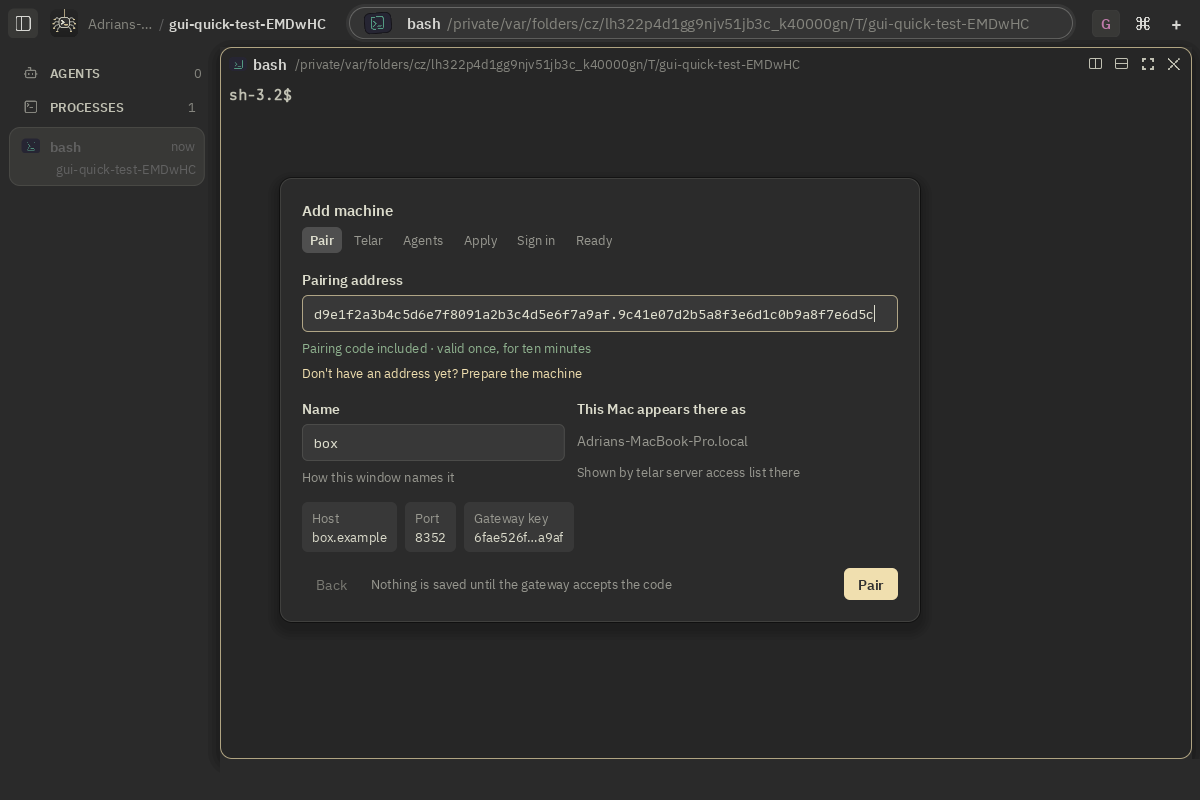 Adrians-... / gui-quick-test-EMDwHC
bash /private/var/folders/cz/lh322p4d1gg9njv51jb3c_k40000gn/T/gui-quick-test-EMDwHC
G ⌘ +
AGENTS 0
PROCESSES 1
bash now
gui-quick-test-EMDwHC
bash /private/var/folders/cz/lh322p4d1gg9njv51jb3c_k40000gn/T/gui-quick-test-EMDwHC
sh-3.2$
Add machine
Pair Telar Agents Apply Sign in Ready
Pairing address
d9e1f2a3b4c5d6e7f8091a2b3c4d5e6f7a9af.9c41e07d2b5a8f3e6d1c0b9a8f7e6d5c
Pairing code included · valid once, for ten minutes
Don't have an address yet? Prepare the machine
Name
box
How this window names it
This Mac appears there as
Adrians-MacBook-Pro.local
Shown by telar server access list there
Host
box.example
Port
8352
Gateway key
6fae526f…a9af
Back
Nothing is saved until the gateway accepts the code
Pair